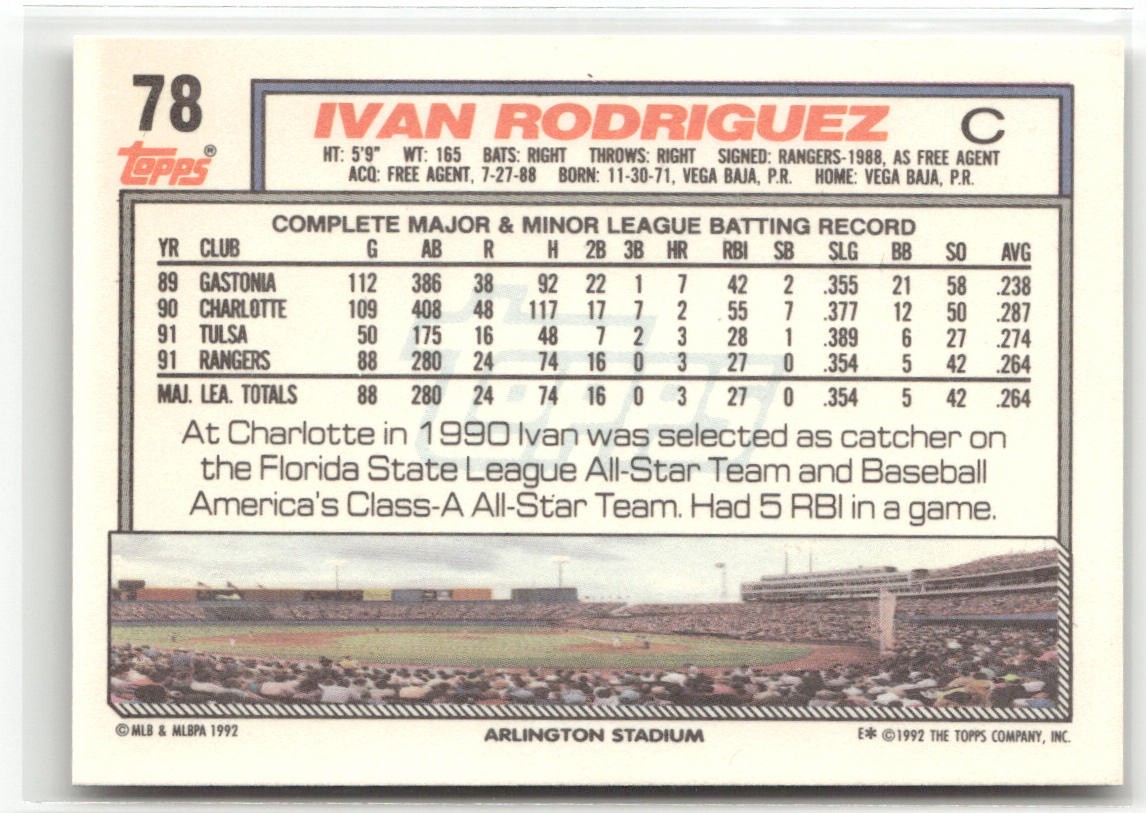 78
Topps®
IVAN RODRIGUEZ C
HT: 5'9" WT: 165 BATS: RIGHT THROWS: RIGHT SIGNED: RANGERS-1988, AS FREE AGENT
ACQ: FREE AGENT, 7-27-88 BORN: 11-30-71, VEGA BAJA, P.R. HOME: VEGA BAJA, P.R.
COMPLETE MAJOR & MINOR LEAGUE BATTING RECORD
YR CLUB G AB R H 2B 3B HR RBI SB SLG BB SO AVG
89 GASTONIA 112 386 38 92 22 1 7 42 2 .355 21 58 .238
90 CHARLOTTE 109 408 48 117 17 7 2 55 7 .377 12 50 .287
91 TULSA 50 175 16 48 7 2 3 28 1 .389 6 27 .274
91 RANGERS 88 280 24 74 16 0 3 27 0 .354 5 42 .264
MAJ. LEA. TOTALS 88 280 24 74 16 0 3 27 0 .354 5 42 .264
Topps
At Charlotte in 1990 Ivan was selected as catcher on
the Florida State League All-Star Team and Baseball
America's Class-A All-Star Team. Had 5 RBI in a game.
© MLB & MLBPA 1992
ARLINGTON STADIUM
E* ©1992 THE TOPPS COMPANY, INC.